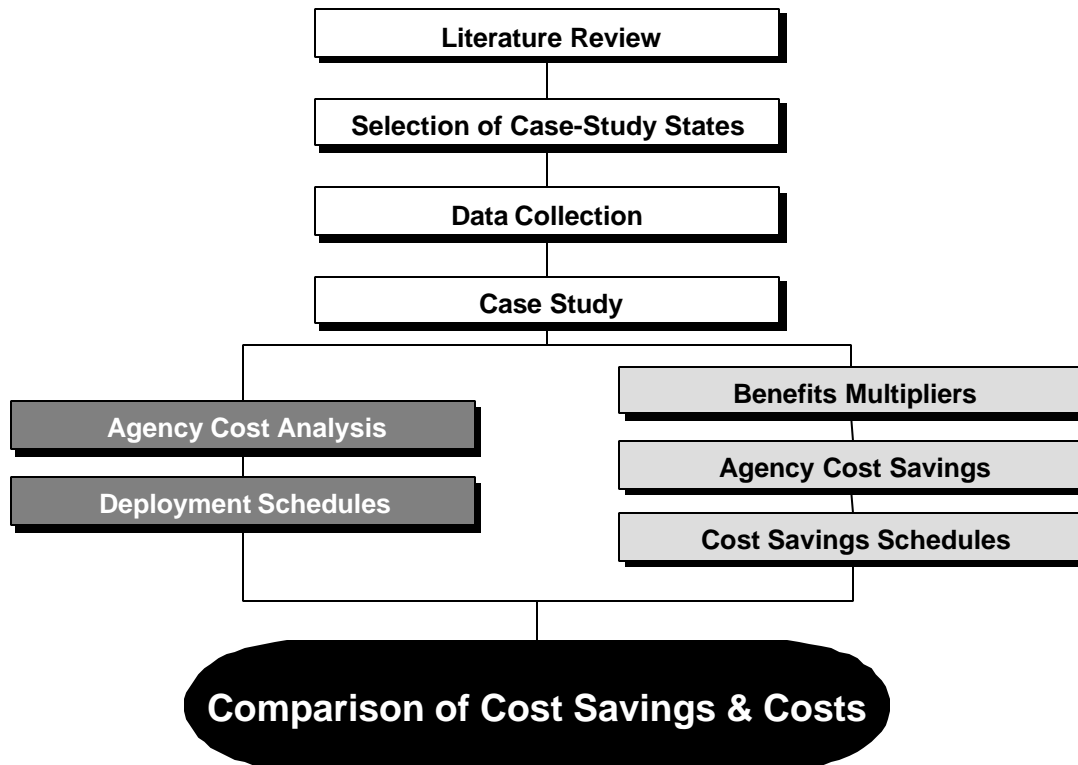 Literature Review
Selection of Case-Study States
Data Collection
Case Study
Agency Cost Analysis
Deployment Schedules
Benefits Multipliers
Agency Cost Savings
Cost Savings Schedules
Comparison of Cost Savings & Costs